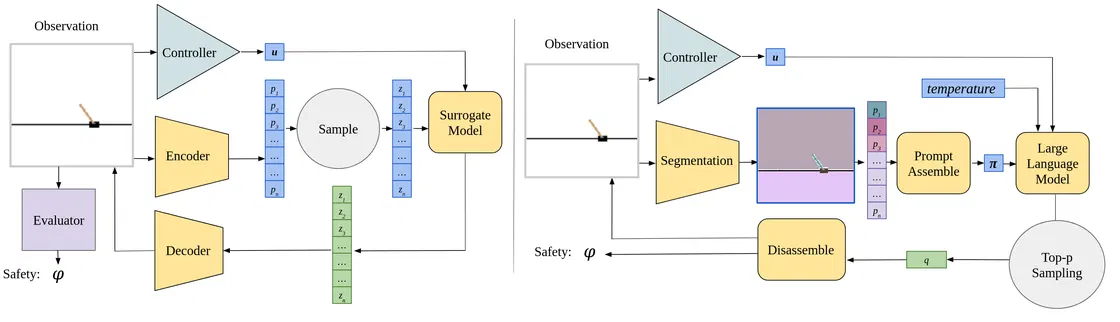 Observation
Controller
u
Encoder
p1
p2
p3
...
...
...
pn
Sample
z1
z2
z3
...
...
...
zn
Surrogate
Model
Evaluator
Safety: φ
Decoder
z1
z2
z3
...
...
...
zn
Observation
Controller
u
temperature
Segmentation
p1
p2
p3
...
...
...
pn
Prompt
Assemble
π
Large
Language
Model
Safety: φ
Disassemble
q
Top-p
Sampling